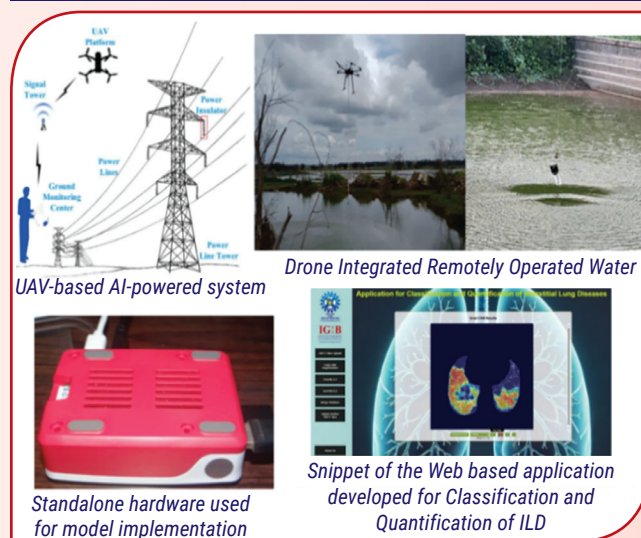 UAV
Platform
Signal
Tower
Power
Insulator
Power
Lines
Ground
Monitoring
Center
Power
Line Tower
UAV-based AI-powered system
Drone Integrated Remotely Operated Water
Application for Classification and Quantification of Interstitial Lung Diseases
Standalone hardware used
for model implementation
Snippet of the Web based application
developed for Classification and
Quantification of ILD